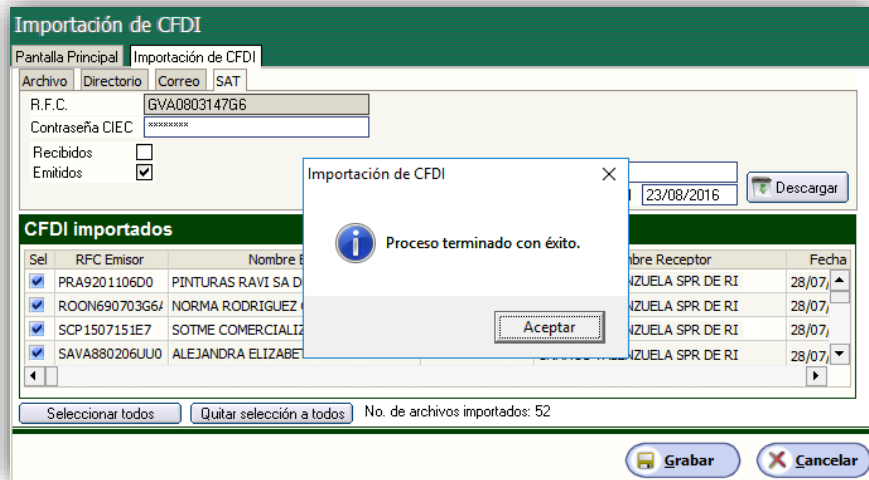 Importación de CFDI
Pantalla Principal Importación de CFDI
Archivo Directorio Correo SAT
R.F.C. GVA0803147G6
Contraseña CIEC xxxxxxxx
Recibidos
Emitidos
23/08/2016 Descargar
Importación de CFDI
Proceso terminado con éxito.
Aceptar
CFDI importados
Sel RFC Emisor Nombre Receptor Fecha
PRA9201106D0 PINTURAS RAVI SA D NZUELA SPR DE RI 28/07/
ROON690703G6 NORMA RODRIGUEZ NZUELA SPR DE RI 28/07/
SCP1507151E7 SOTME COMERCIALIZ NZUELA SPR DE RI 28/07/
SAVA880206UU0 ALEJANDRA ELIZABET NZUELA SPR DE RI 28/07/
Seleccionar todos Quitar selección a todos No. de archivos importados: 52
Grabar Cancelar